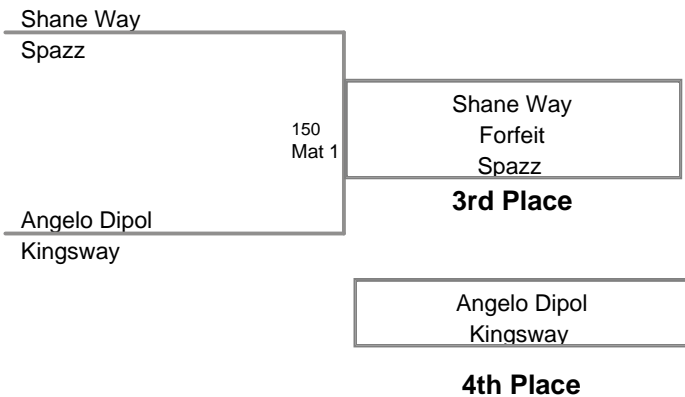 Shane Way
Spazz
150
Mat 1
Shane Way
Forfeit
Spazz
3rd Place
Angelo Dipol
Kingsway
Angelo Dipol
Kingsway
4th Place